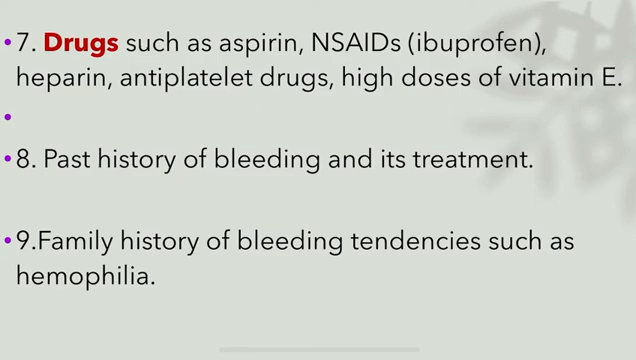 • 7. Drugs such as aspirin, NSAIDs (ibuprofen),
heparin, antiplatelet drugs, high doses of vitamin E.
•
• 8. Past history of bleeding and its treatment.
• 9.Family history of bleeding tendencies such as
hemophilia.